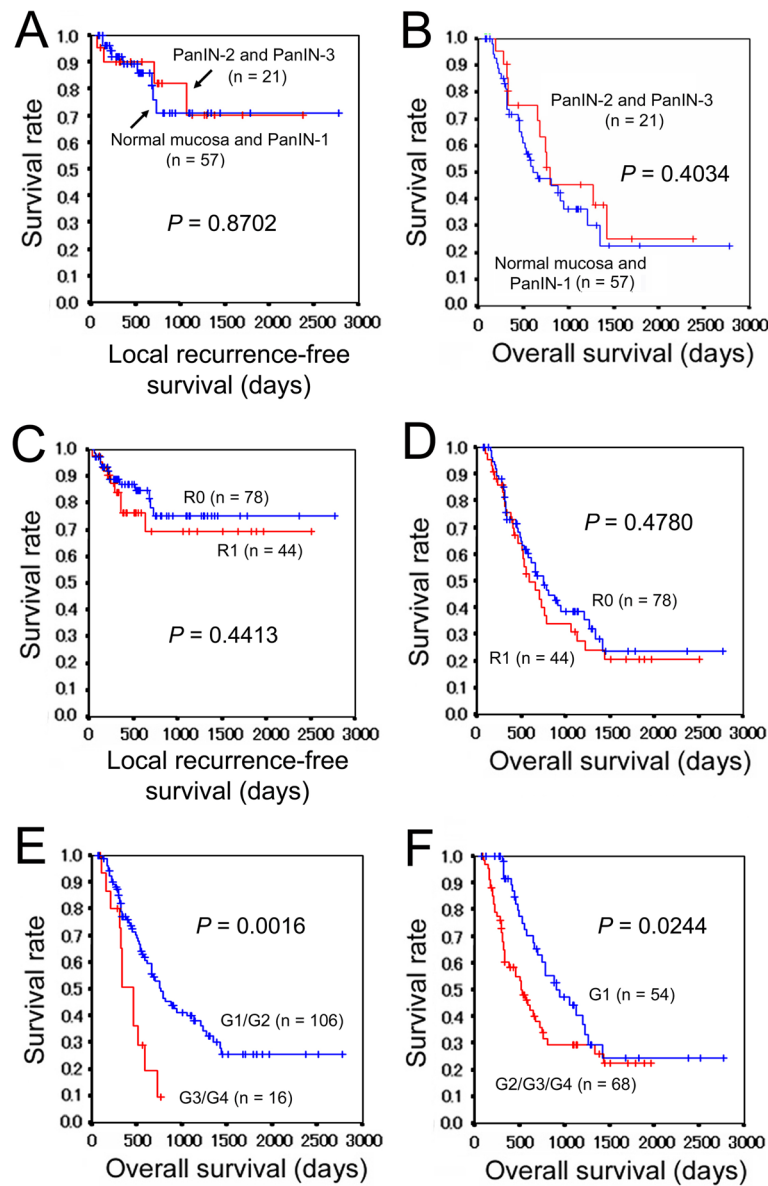 A
1.0
0.9
0.8
0.7
0.6
0.5
0.4
0.3
0.2
0.1
0.0
Survival rate
PanIN-2 and PanIN-3
(n = 21)
Normal mucosa and PanIN-1
(n = 57)
P = 0.8702
0 500 1000 1500 2000 2500 3000
Local recurrence-free
survival (days)
B
1.0
0.9
0.8
0.7
0.6
0.5
0.4
0.3
0.2
0.1
0.0
Survival rate
PanIN-2 and PanIN-3
(n = 21)
P = 0.4034
Normal mucosa and
PanIN-1 (n = 57)
0 500 1000 1500 2000 2500 3000
Overall survival (days)
C
1.0
0.9
0.8
0.7
0.6
0.5
0.4
0.3
0.2
0.1
0.0
Survival rate
R0 (n = 78)
R1 (n = 44)
P = 0.4413
0 500 1000 1500 2000 2500 3000
Local recurrence-free
survival (days)
D
1.0
0.9
0.8
0.7
0.6
0.5
0.4
0.3
0.2
0.1
0.0
Survival rate
P = 0.4780
R0 (n = 78)
R1 (n = 44)
0 500 1000 1500 2000 2500 3000
Overall survival (days)
E
1.0
0.9
0.8
0.7
0.6
0.5
0.4
0.3
0.2
0.1
0.0
Survival rate
P = 0.0016
G1/G2 (n = 106)
G3/G4 (n = 16)
0 500 1000 1500 2000 2500 3000
Overall survival (days)
F
1.0
0.9
0.8
0.7
0.6
0.5
0.4
0.3
0.2
0.1
0.0
Survival rate
P = 0.0244
G1 (n = 54)
G2/G3/G4 (n = 68)
0 500 1000 1500 2000 2500 3000
Overall survival (days)